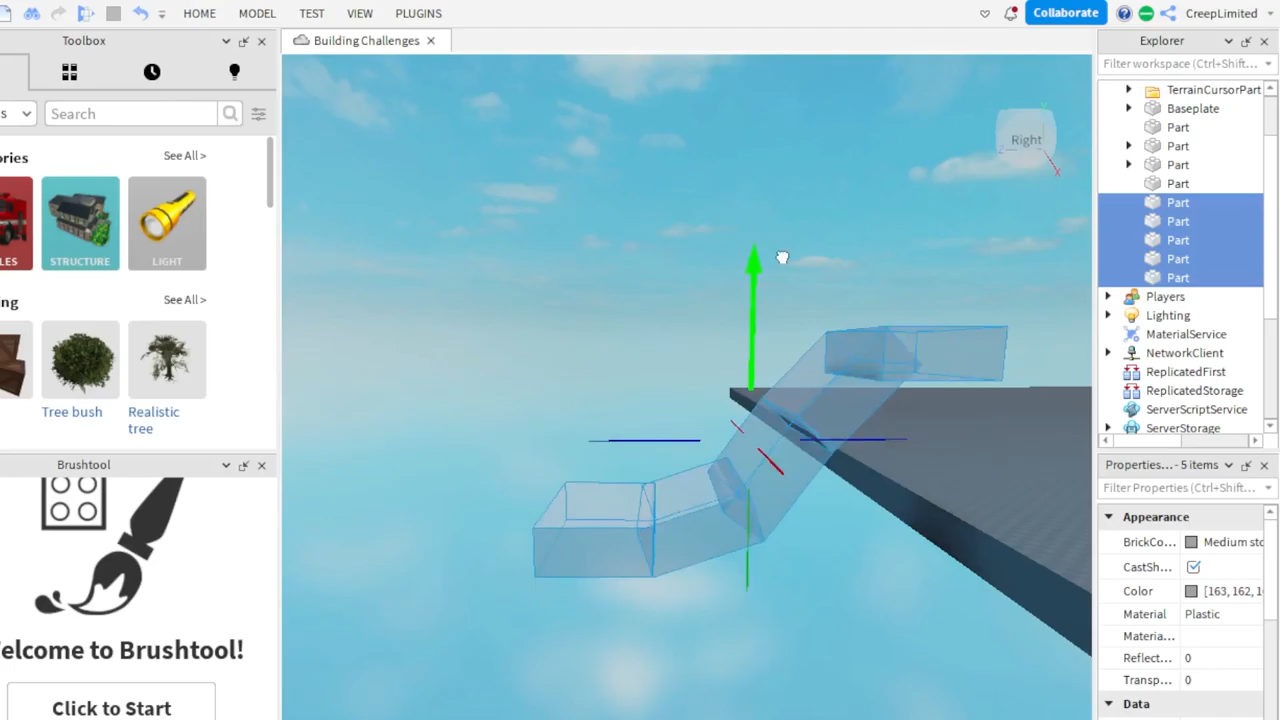 HOME MODEL TEST VIEW PLUGINS Collaborate CreepLimited
Toolbox
Building Challenges
Explorer
Filter workspace (Ctrl+Shift...
s
Search
ories
See All >
LES
STRUCTURE
LIGHT
ing
See All >
Tree bush
Realistic
tree
Brushtool
elcome to Brushtool!
Click to Start
Right
Y
Z
X
TerrainCursorPart
Baseplate
Part
Part
Part
Part
Part
Part
Part
Part
Part
Players
Lighting
MaterialService
NetworkClient
ReplicatedFirst
ReplicatedStorage
ServerScriptService
ServerStorage
Properties... - 5 items
Filter Properties (Ctrl+Shift...
Appearance
BrickCo... Medium sto
CastSh...
Color [163, 162, 1
Material Plastic
Materia...
Reflect... 0
Transp... 0
Data